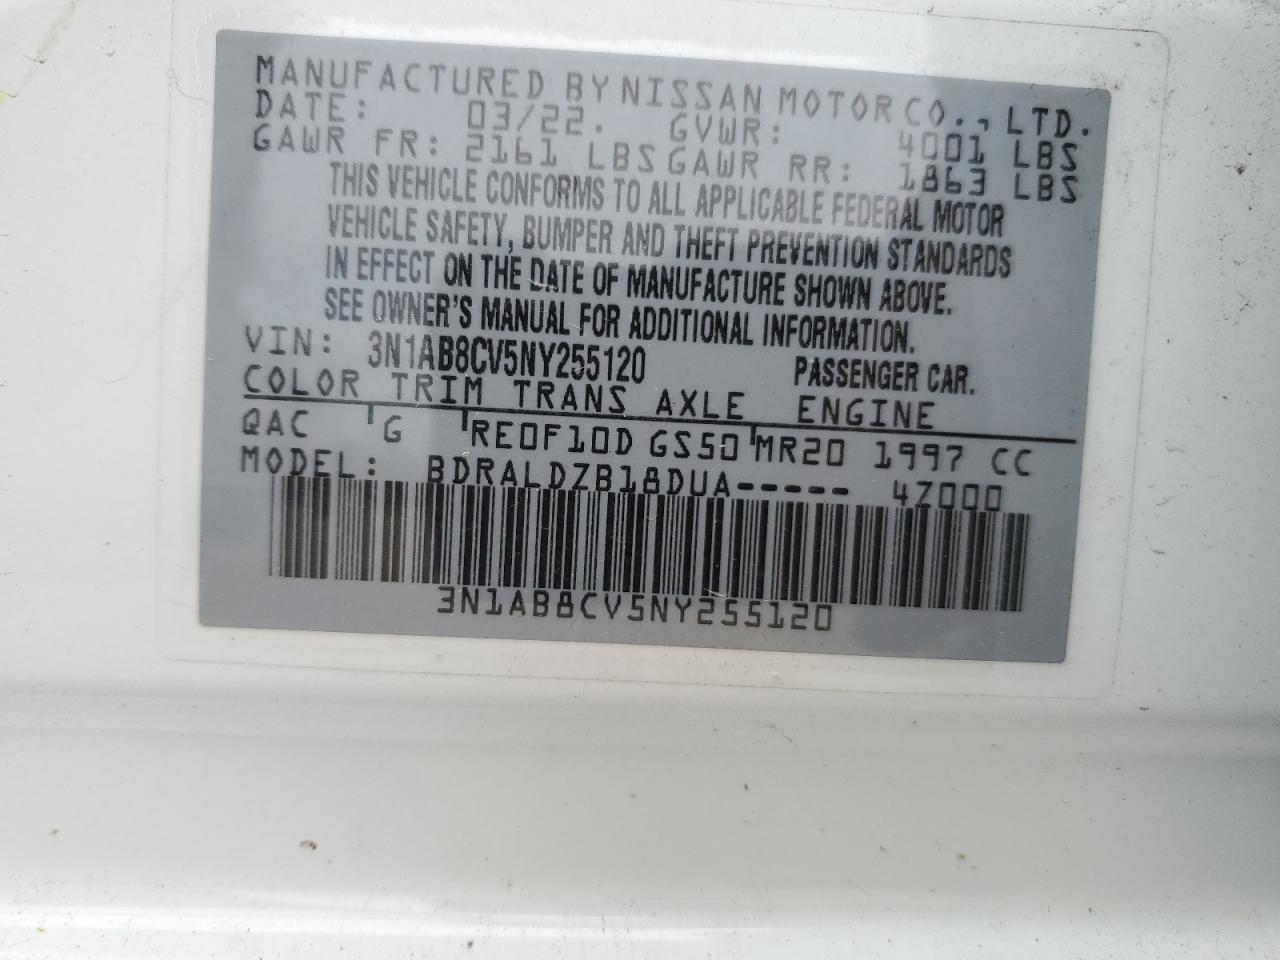 MANUFACTURED BY NISSAN MOTOR CO., LTD.
DATE: 03/22. GVWR: 4001 LBS
GAWR FR: 2161 LBS GAWR RR: 1863 LBS
THIS VEHICLE CONFORMS TO ALL APPLICABLE FEDERAL MOTOR
VEHICLE SAFETY, BUMPER AND THEFT PREVENTION STANDARDS
IN EFFECT ON THE DATE OF MANUFACTURE SHOWN ABOVE.
SEE OWNER'S MANUAL FOR ADDITIONAL INFORMATION.
VIN: 3N1AB8CV5NY255120 PASSENGER CAR.
COLOR TRIM TRANS AXLE ENGINE
QAC G RE0F10D GS50 MR20 1997 CC
MODEL: BDRALDZB18DUA----- 4Z000
3N1AB8CV5NY255120